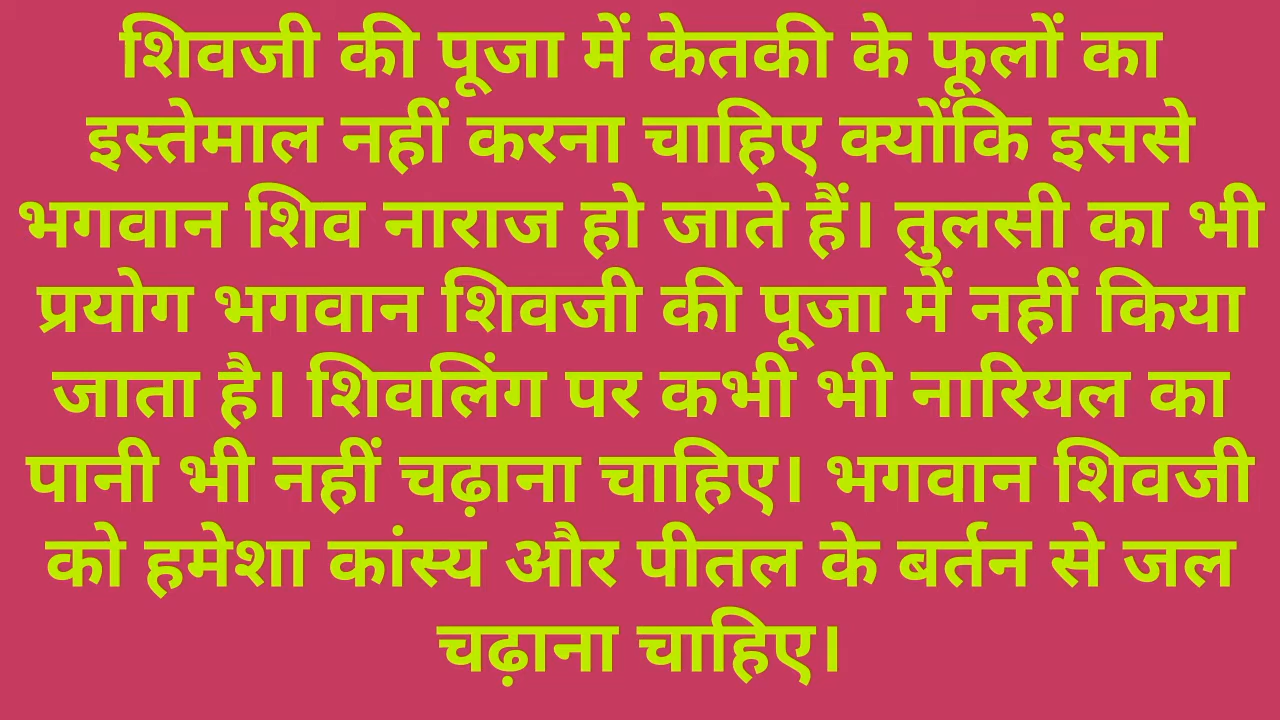 शिवजी की पूजा में केतकी के फूलों का
इस्तेमाल नहीं करना चाहिए क्योंकि इससे
भगवान शिव नाराज हो जाते हैं। तुलसी का भी
प्रयोग भगवान शिवजी की पूजा में नहीं किया
जाता है। शिवलिंग पर कभी भी नारियल का
पानी भी नहीं चढ़ाना चाहिए। भगवान शिवजी
को हमेशा कांस्य और पीतल के बर्तन से जल
चढ़ाना चाहिए।